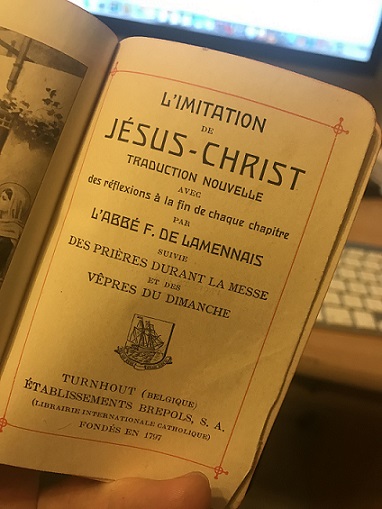 L'IMITATION
DE
JÉSUS-CHRIST
TRADUCTION NOUVELLE
AVEC
des réflexions à la fin de chaque chapitre
PAR
L'ABBÉ F. DE LAMENNAIS
SUIVIE
DES PRIÈRES DURANT LA MESSE
ET DES
VÊPRES DU DIMANCHE
TURNHOUT (BELGIQUE)
ÉTABLISSEMENTS BREPOLS, S. A.
(LIBRAIRIE INTERNATIONALE CATHOLIQUE)
FONDÉS EN 1797